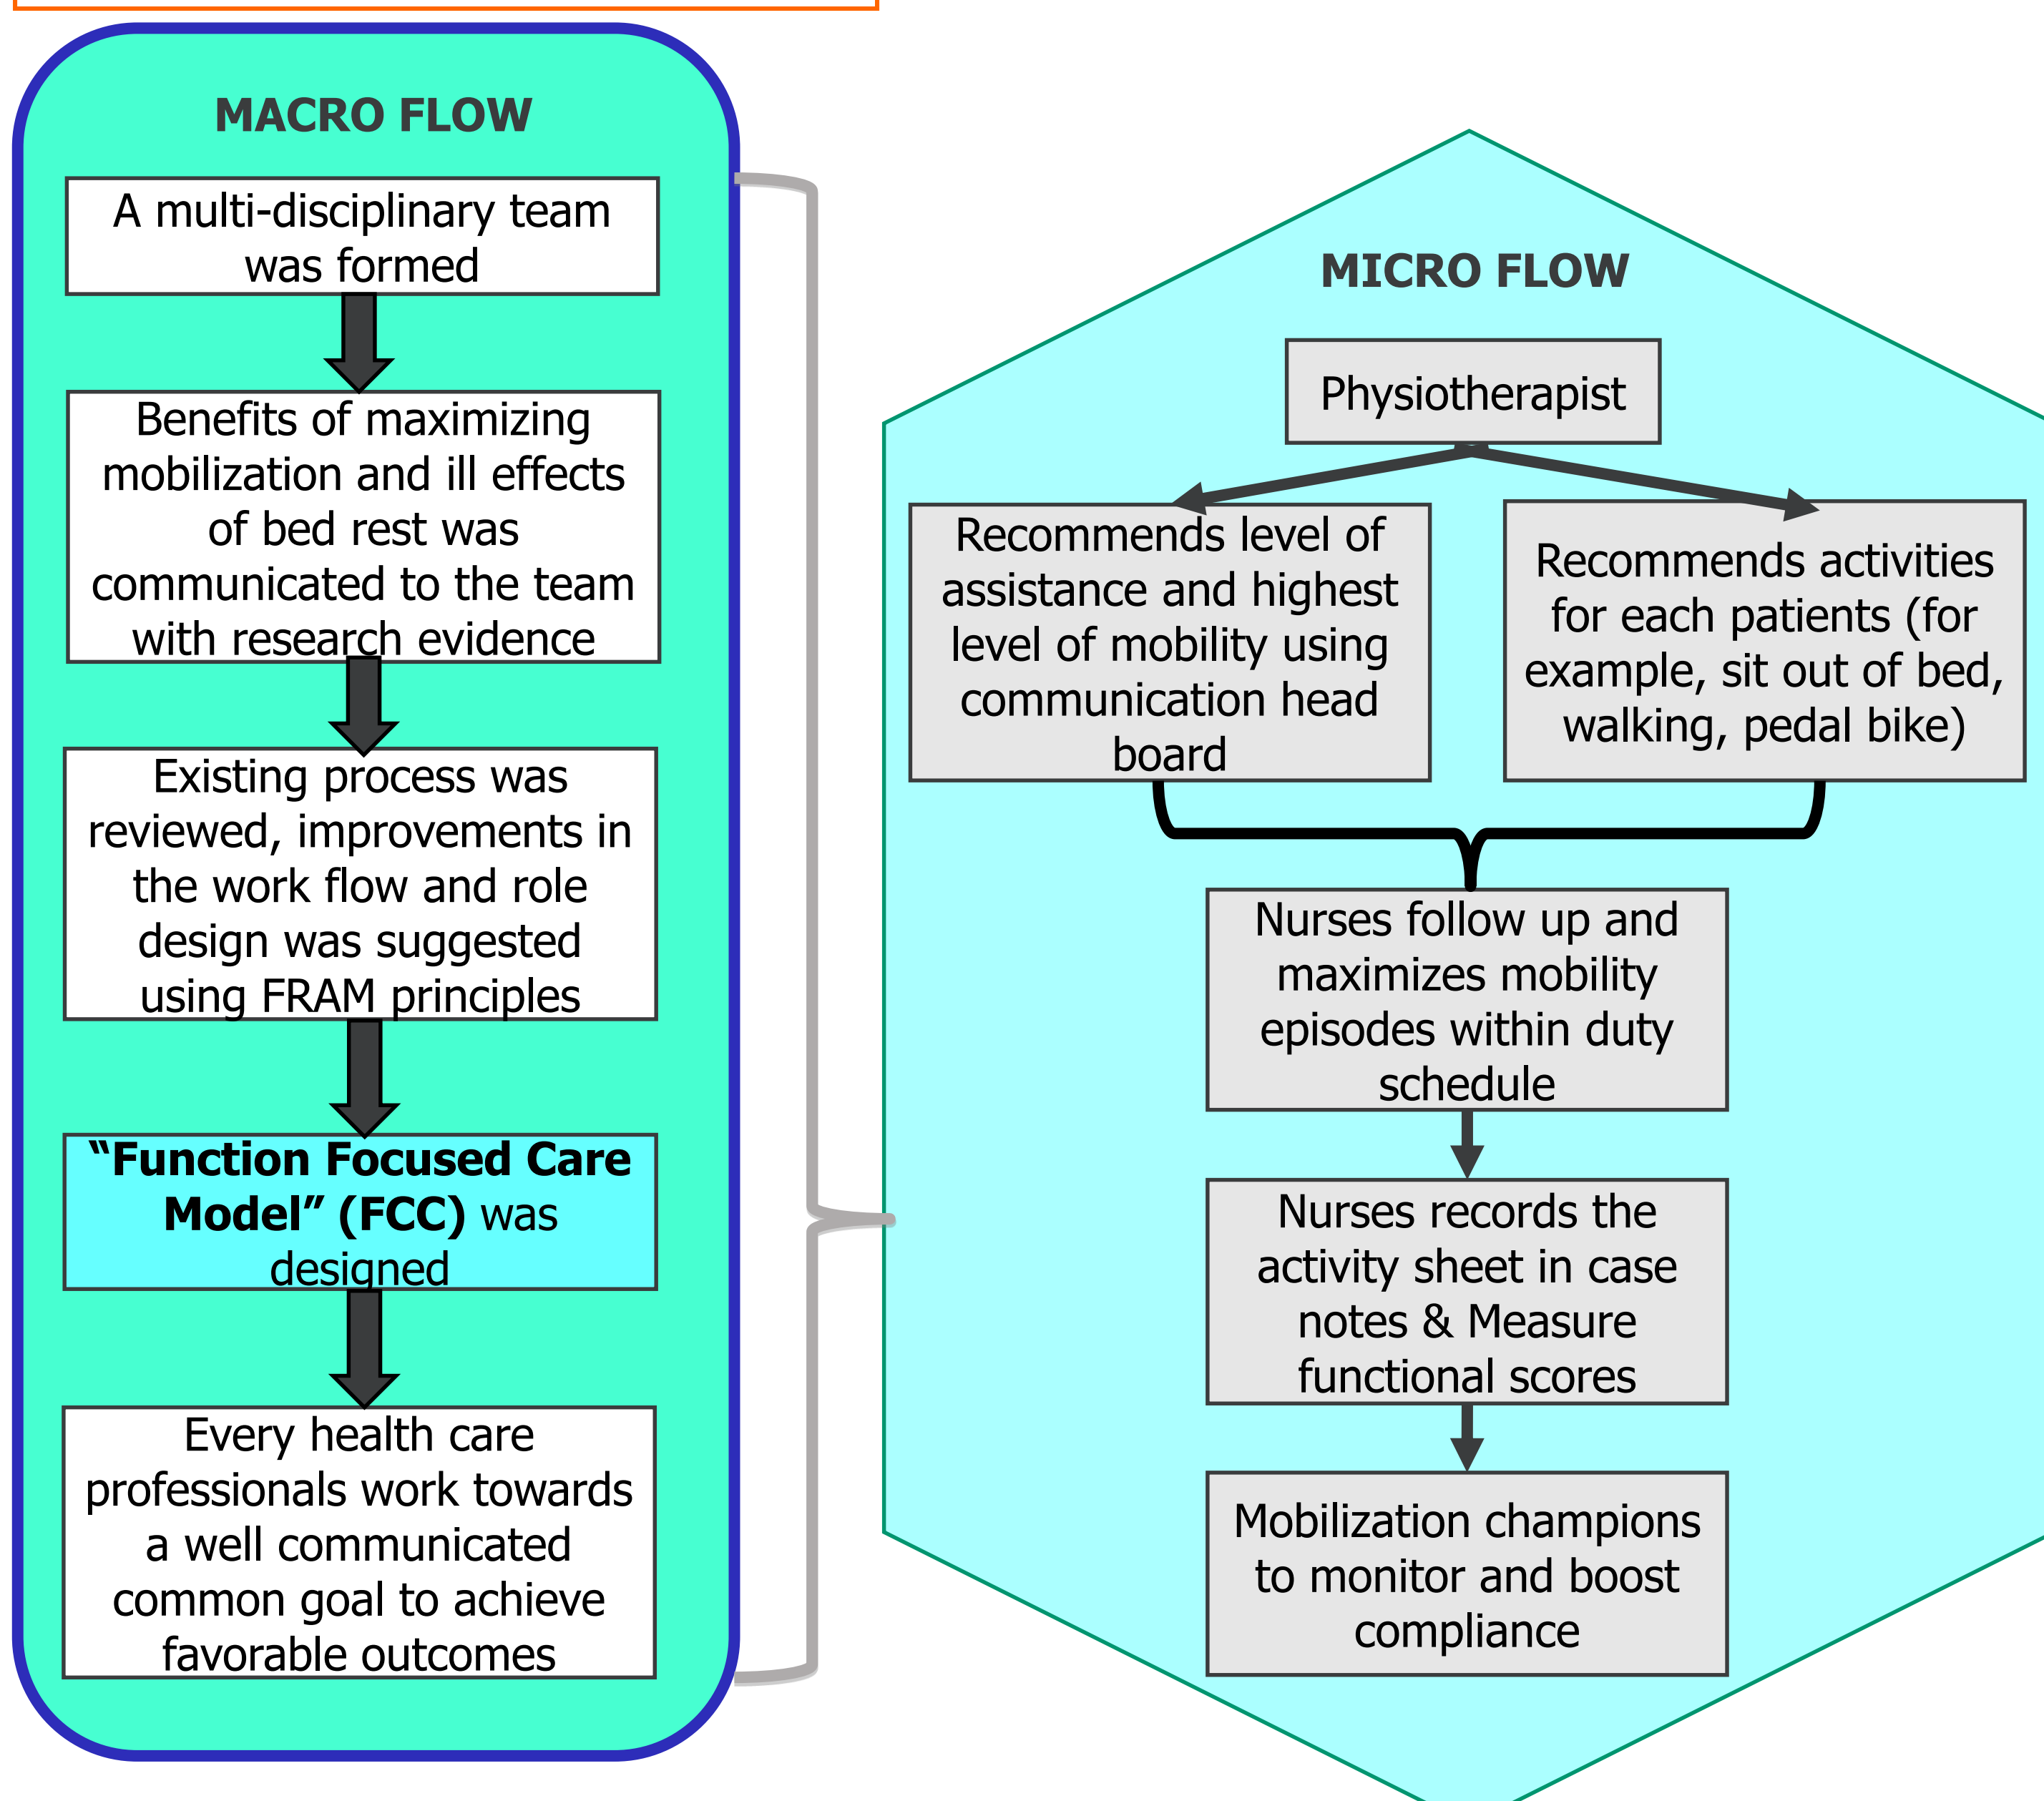 MACRO FLOW
A multi-disciplinary team
was formed
Benefits of maximizing
mobilization and ill effects
of bed rest was
communicated to the team
with research evidence
Existing process was
reviewed, improvements in
the work flow and role
design was suggested
using FRAM principles
“Function Focused Care
Model” (FCC) was
designed
Every health care
professionals work towards
a well communicated
common goal to achieve
favorable outcomes
MICRO FLOW
Physiotherapist
Recommends level of
assistance and highest
level of mobility using
communication head
board
Recommends activities
for each patients (for
example, sit out of bed,
walking, pedal bike)
Nurses follow up and
maximizes mobility
episodes within duty
schedule
Nurses records the
activity sheet in case
notes & Measure
functional scores
Mobilization champions
to monitor and boost
compliance